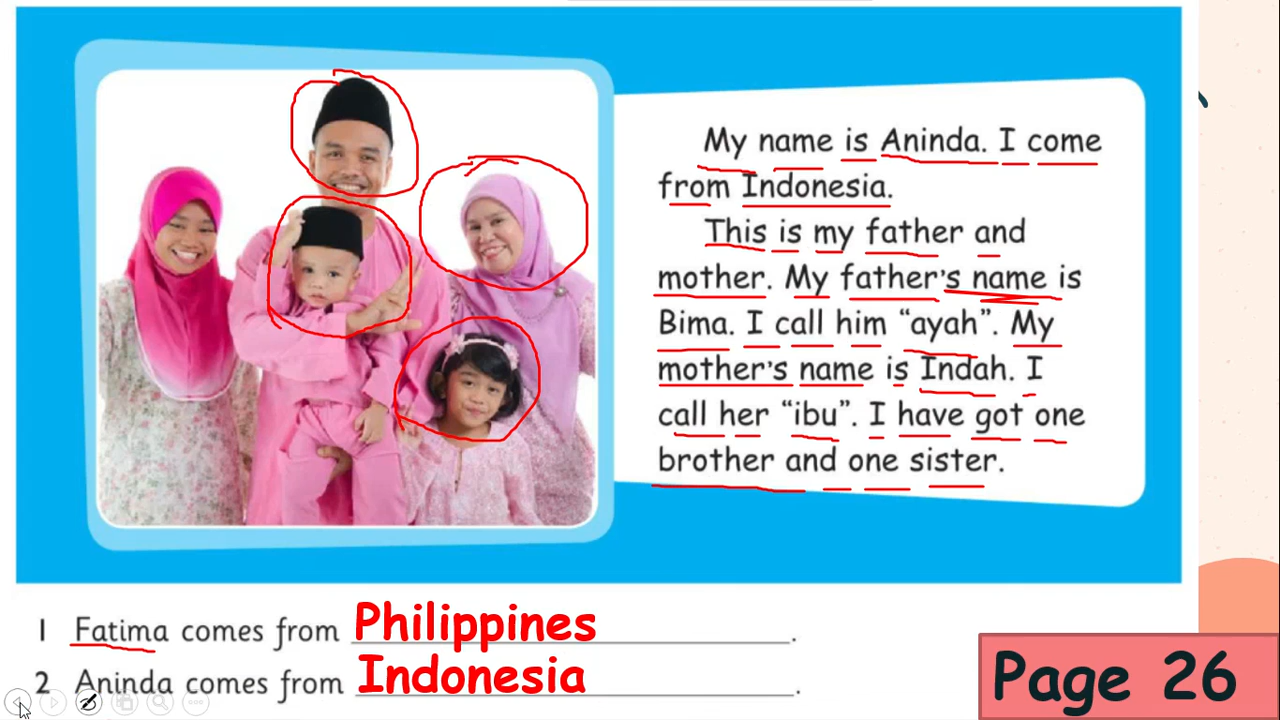 My name is Aninda. I come
from Indonesia.
This is my father and
mother. My father's name is
Bima. I call him “ayah”. My
mother's name is Indah. I
call her “ibu”. I have got one
brother and one sister.
1 Fatima comes from Philippines.
2 Aninda comes from Indonesia.
Page 26